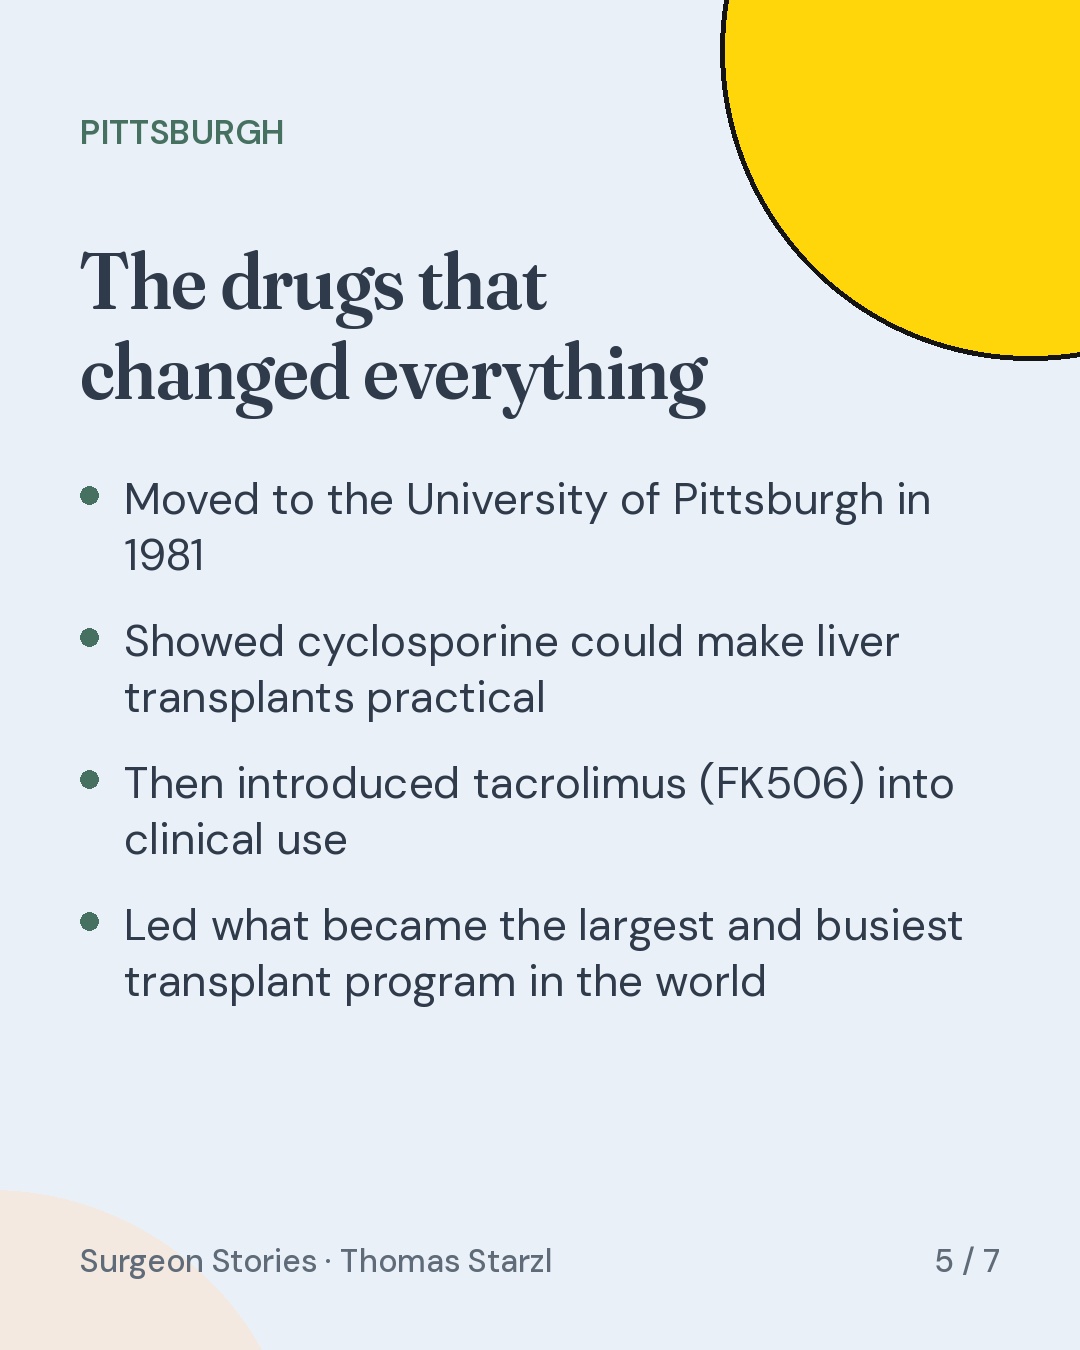 PITTSBURGH
The drugs that
changed everything
Moved to the University of Pittsburgh in
1981
Showed cyclosporine could make liver
transplants practical
Then introduced tacrolimus (FK506) into
clinical use
Led what became the largest and busiest
transplant program in the world
Surgeon Stories · Thomas Starzl
5 / 7